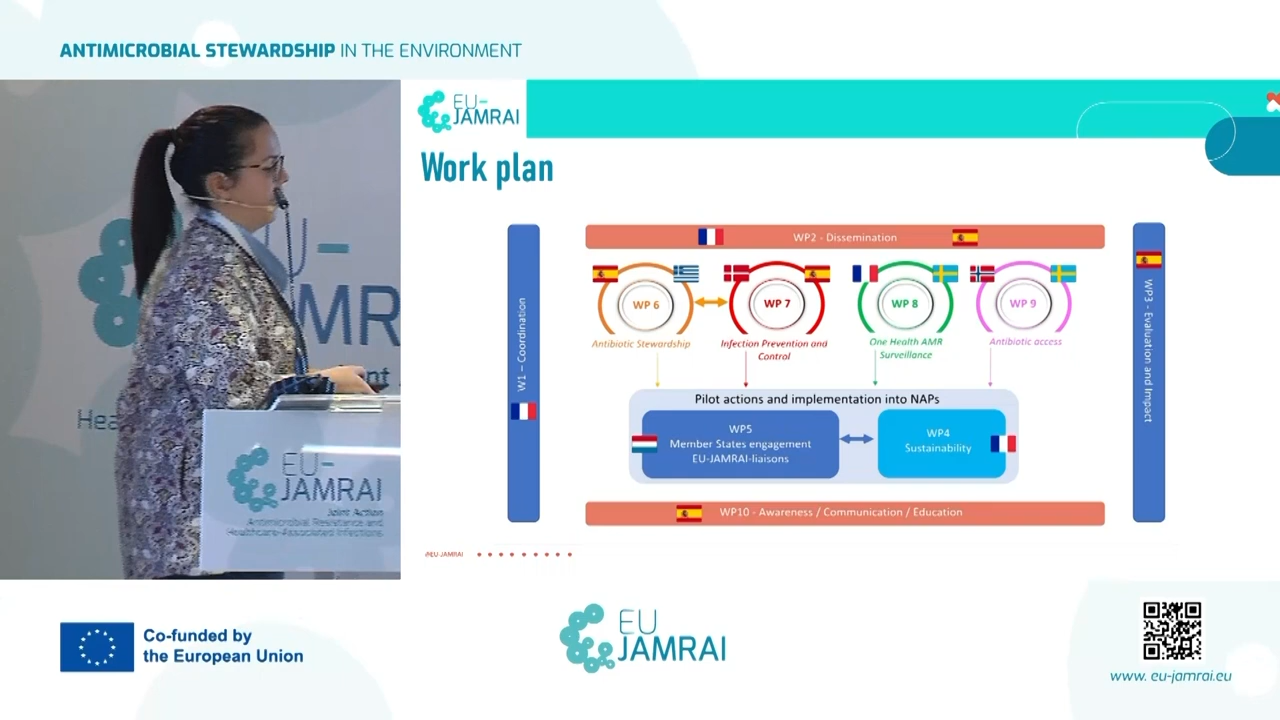 ANTIMICROBIAL STEWARDSHIP IN THE ENVIRONMENT
EU-
JAMRAI
Work plan
W1 – Coordination
WP2 - Dissemination
WP3 - Evaluation and Impact
WP 6
WP 7
WP 8
WP 9
Antibiotic Stewardship
Infection Prevention and
Control
One Health AMR
Surveillance
Antibiotic access
Pilot actions and implementation into NAPs
WP5
Member States engagement
EU-JAMRAI-liaisons
WP4
Sustainability
WP10 - Awareness / Communication / Education
#EU JAMRAI
U-
MR
nt
Hea
EU-
JAMRAI
Joint Action
Antimicrobial Resistance and
Healthcare-Associated Infections
Co-funded by
the European Union
EU
JAMRAI
www. eu-jamrai.eu